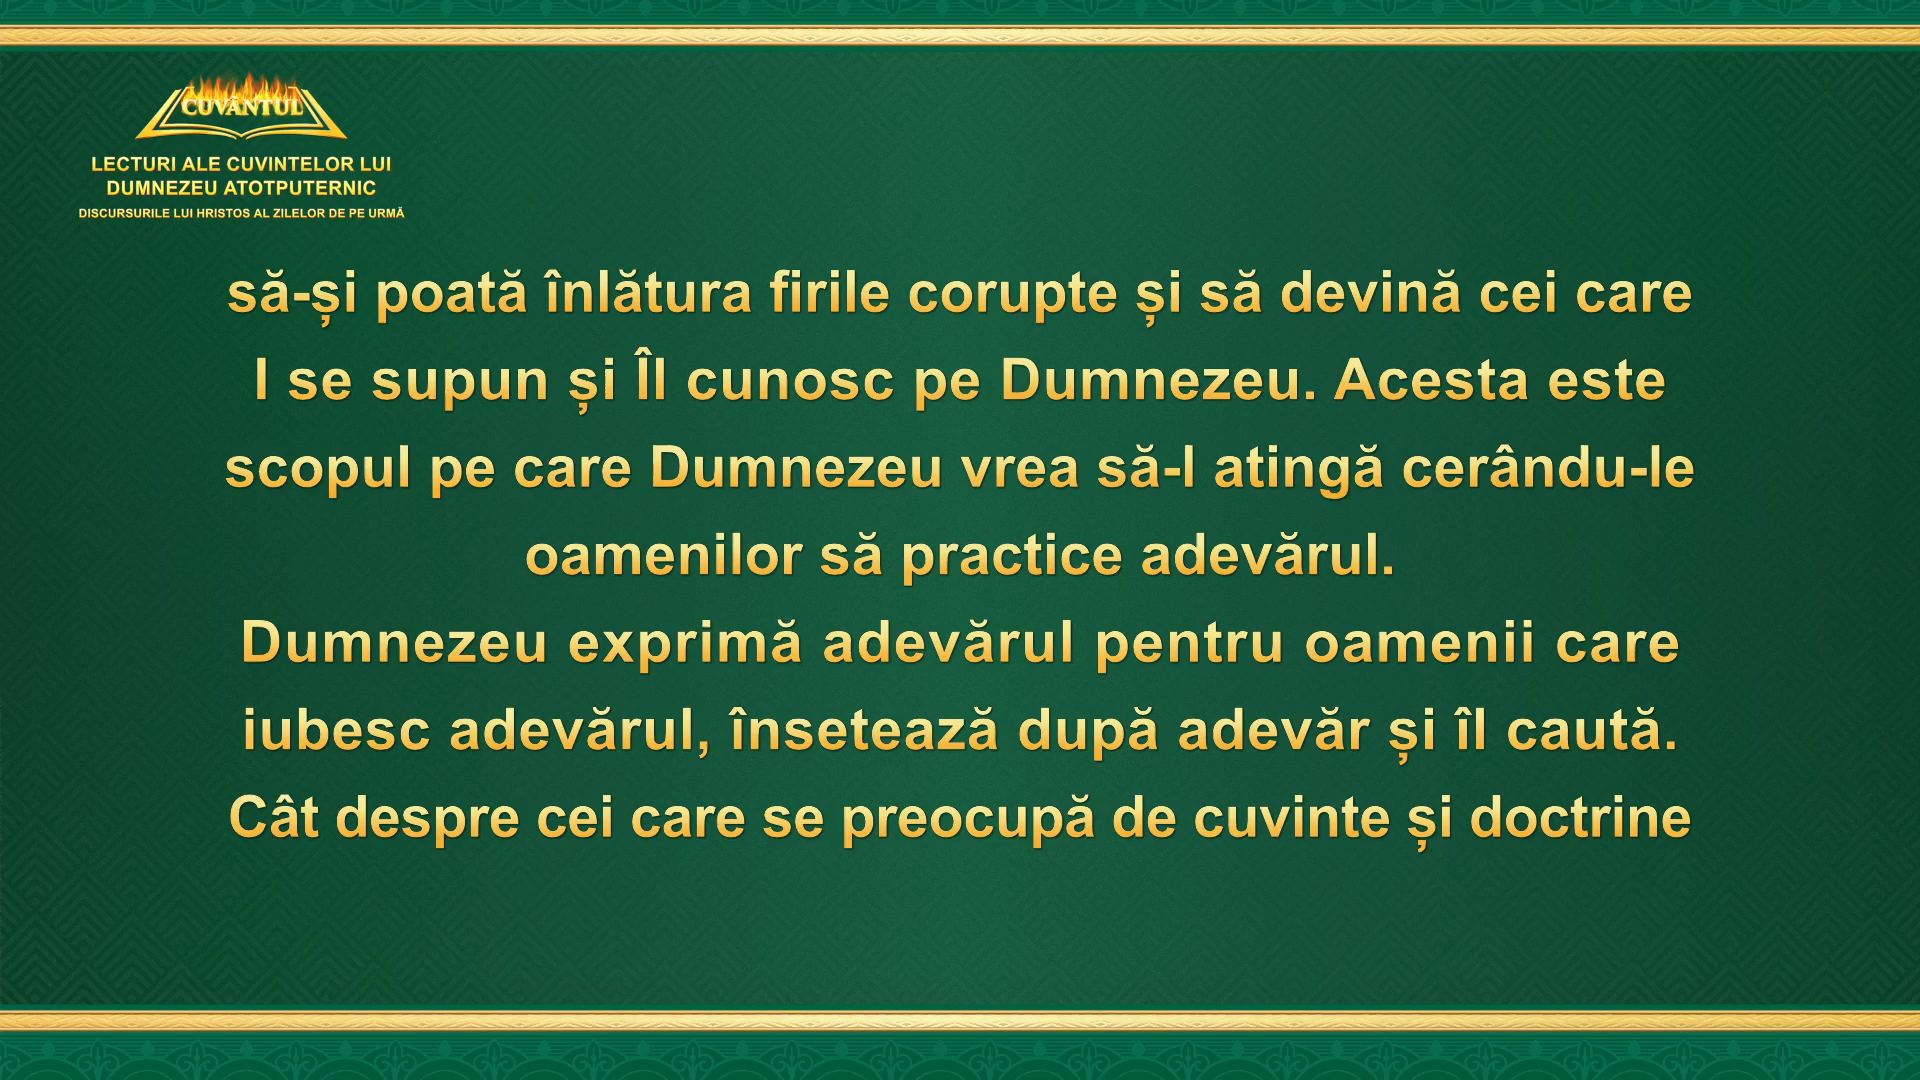 CUVÂNTUL
LECTURI ALE CUVINTELOR LUI
DUMNEZEU ATOTPUTERNIC
DISCURSURILE LUI HRISTOS AL ZILELOR DE PE URMĂ
să-și poată înlătura firile corupte și să devină cei care
I se supun și Îl cunosc pe Dumnezeu. Acesta este
scopul pe care Dumnezeu vrea să-l atingă cerându-le
oamenilor să practice adevărul.
Dumnezeu exprimă adevărul pentru oamenii care
iubesc adevărul, însetează după adevăr și îl caută.
Cât despre cei care se preocupă de cuvinte și doctrine